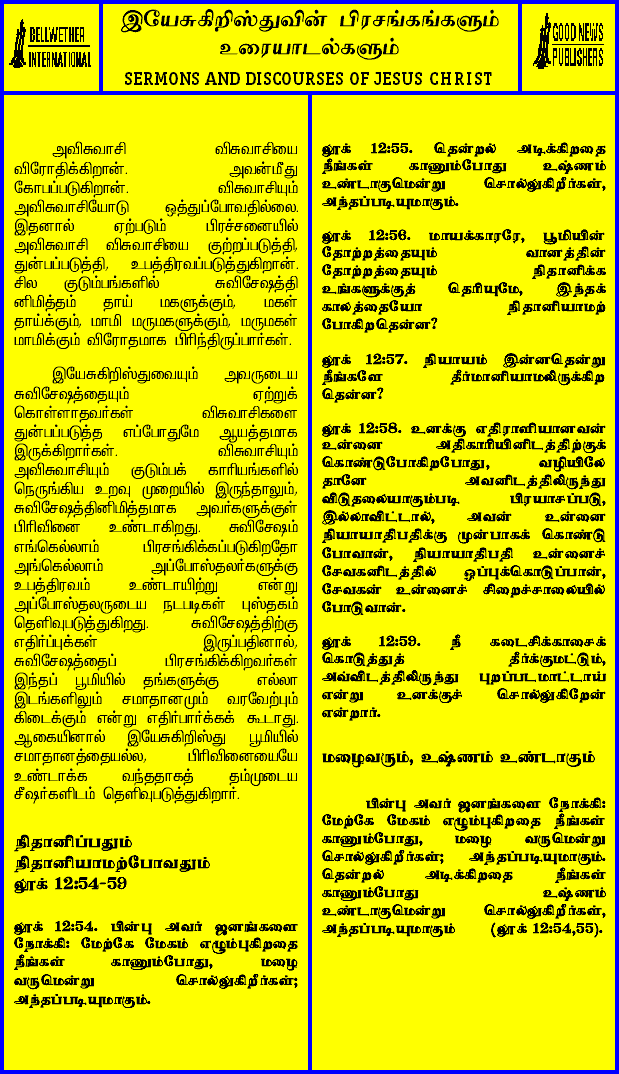 BELLWETHER
INTERNATIONAL
இயேசுகிறிஸ்துவின் பிரசங்கங்களும்
உரையாடல்களும்
SERMONS AND DISCOURSES OF JESUS CHRIST
GOOD NEWS
PUBLISHERS
அவிசுவாசி விசுவாசியை
விரோதிக்கிறான். அவன்மீது
கோபப்படுகிறான். விசுவாசியும்
அவிசுவாசியோடு ஒத்துப்போவதில்லை.
இதனால் ஏற்படும் பிரச்சனையில்
அவிசுவாசி விசுவாசியை குற்றப்படுத்தி,
துன்பப்படுத்தி, உபத்திரவப்படுத்துகிறான்.
சில குடும்பங்களில் சுவிசேஷத்தி
னிமித்தம் தாய் மகளுக்கும், மகள்
தாய்க்கும், மாமி மருமகளுக்கும், மருமகள்
மாமிக்கும் விரோதமாக பிரிந்திருப்பார்கள்.
இயேசுகிறிஸ்துவையும் அவருடைய
சுவிசேஷத்தையும் ஏற்றுக்
கொள்ளாதவர்கள் விசுவாசிகளை
துன்பப்படுத்த எப்போதுமே ஆயத்தமாக
இருக்கிறார்கள். விசுவாசியும்
அவிசுவாசியும் குடும்பக் காரியங்களில்
நெருங்கிய உறவு முறையில் இருந்தாலும்,
சுவிசேஷத்தினிமித்தமாக அவர்களுக்குள்
பிரிவினை உண்டாகிறது. சுவிசேஷம்
எங்கெல்லாம் பிரசங்கிக்கப்படுகிறதோ
அங்கெல்லாம் அப்போஸ்தலர்களுக்கு
உபத்திரவம் உண்டாயிற்று என்று
அப்போஸ்தலருடைய நடபடிகள் புஸ்தகம்
தெளிவுபடுத்துகிறது. சுவிசேஷத்திற்கு
எதிர்ப்புக்கள் இருப்பதினால்,
சுவிசேஷத்தைப் பிரசங்கிக்கிறவர்கள்
இந்தப் பூமியில் தங்களுக்கு எல்லா
இடங்களிலும் சமாதானமும் வரவேற்பும்
கிடைக்கும் என்று எதிர்பார்க்கக் கூடாது.
ஆகையினால் இயேசுகிறிஸ்து பூமியில்
சமாதானத்தையல்ல, பிரிவினையையே
உண்டாக்க வந்ததாகத் தம்முடைய
சீஷர்களிடம் தெளிவுபடுத்துகிறார்.
நிதானிப்பதும்
நிதானியாமற்போவதும்
லூக் 12:54-59
லூக் 12:54. பின்பு அவர் ஜனங்களை
நோக்கி: மேற்கே மேகம் எழும்புகிறதை
நீங்கள் காணும்போது, மழை
வருமென்று சொல்லுகிறீர்கள்;
அந்தப்படியுமாகும்.
லூக் 12:55. தென்றல் அடிக்கிறதை
நீங்கள் காணும்போது உஷ்ணம்
உண்டாகுமென்று சொல்லுகிறீர்கள்,
அந்தப்படியுமாகும்.
லூக் 12:56. மாயக்காரரே, பூமியின்
தோற்றத்தையும் வானத்தின்
தோற்றத்தையும் நிதானிக்க
உங்களுக்குத் தெரியுமே, இந்தக்
காலத்தையோ நிதானியாமற்
போகிறதென்ன?
லூக் 12:57. நியாயம் இன்னதென்று
நீங்களே தீர்மானியாமலிருக்கிற
தென்ன?
லூக் 12:58. உனக்கு எதிராளியானவன்
உன்னை அதிகாரியினிடத்திற்குக்
கொண்டுபோகிறபோது, வழியிலே
தானே அவனிடத்திலிருந்து
விடுதலையாகும்படி பிரயாசப்படு,
இல்லாவிட்டால், அவன் உன்னை
நியாயாதிபதிக்கு முன்பாகக் கொண்டு
போவான், நியாயாதிபதி உன்னைச்
சேவகனிடத்தில் ஒப்புக்கொடுப்பான்,
சேவகன் உன்னைச் சிறைச்சாலையில்
போடுவான்.
லூக் 12:59. நீ கடைசிக்காசைக்
கொடுத்துத் தீர்க்குமட்டும்,
அவ்விடத்திலிருந்து புறப்படமாட்டாய்
என்று உனக்குச் சொல்லுகிறேன்
என்றார்.
மழைவரும், உஷ்ணம் உண்டாகும்
பின்பு அவர் ஜனங்களை நோக்கி:
மேற்கே மேகம் எழும்புகிறதை நீங்கள்
காணும்போது, மழை வருமென்று
சொல்லுகிறீர்கள்; அந்தப்படியுமாகும்.
தென்றல் அடிக்கிறதை நீங்கள்
காணும்போது உஷ்ணம்
உண்டாகுமென்று சொல்லுகிறீர்கள்,
அந்தப்படியுமாகும் (லூக் 12:54,55).